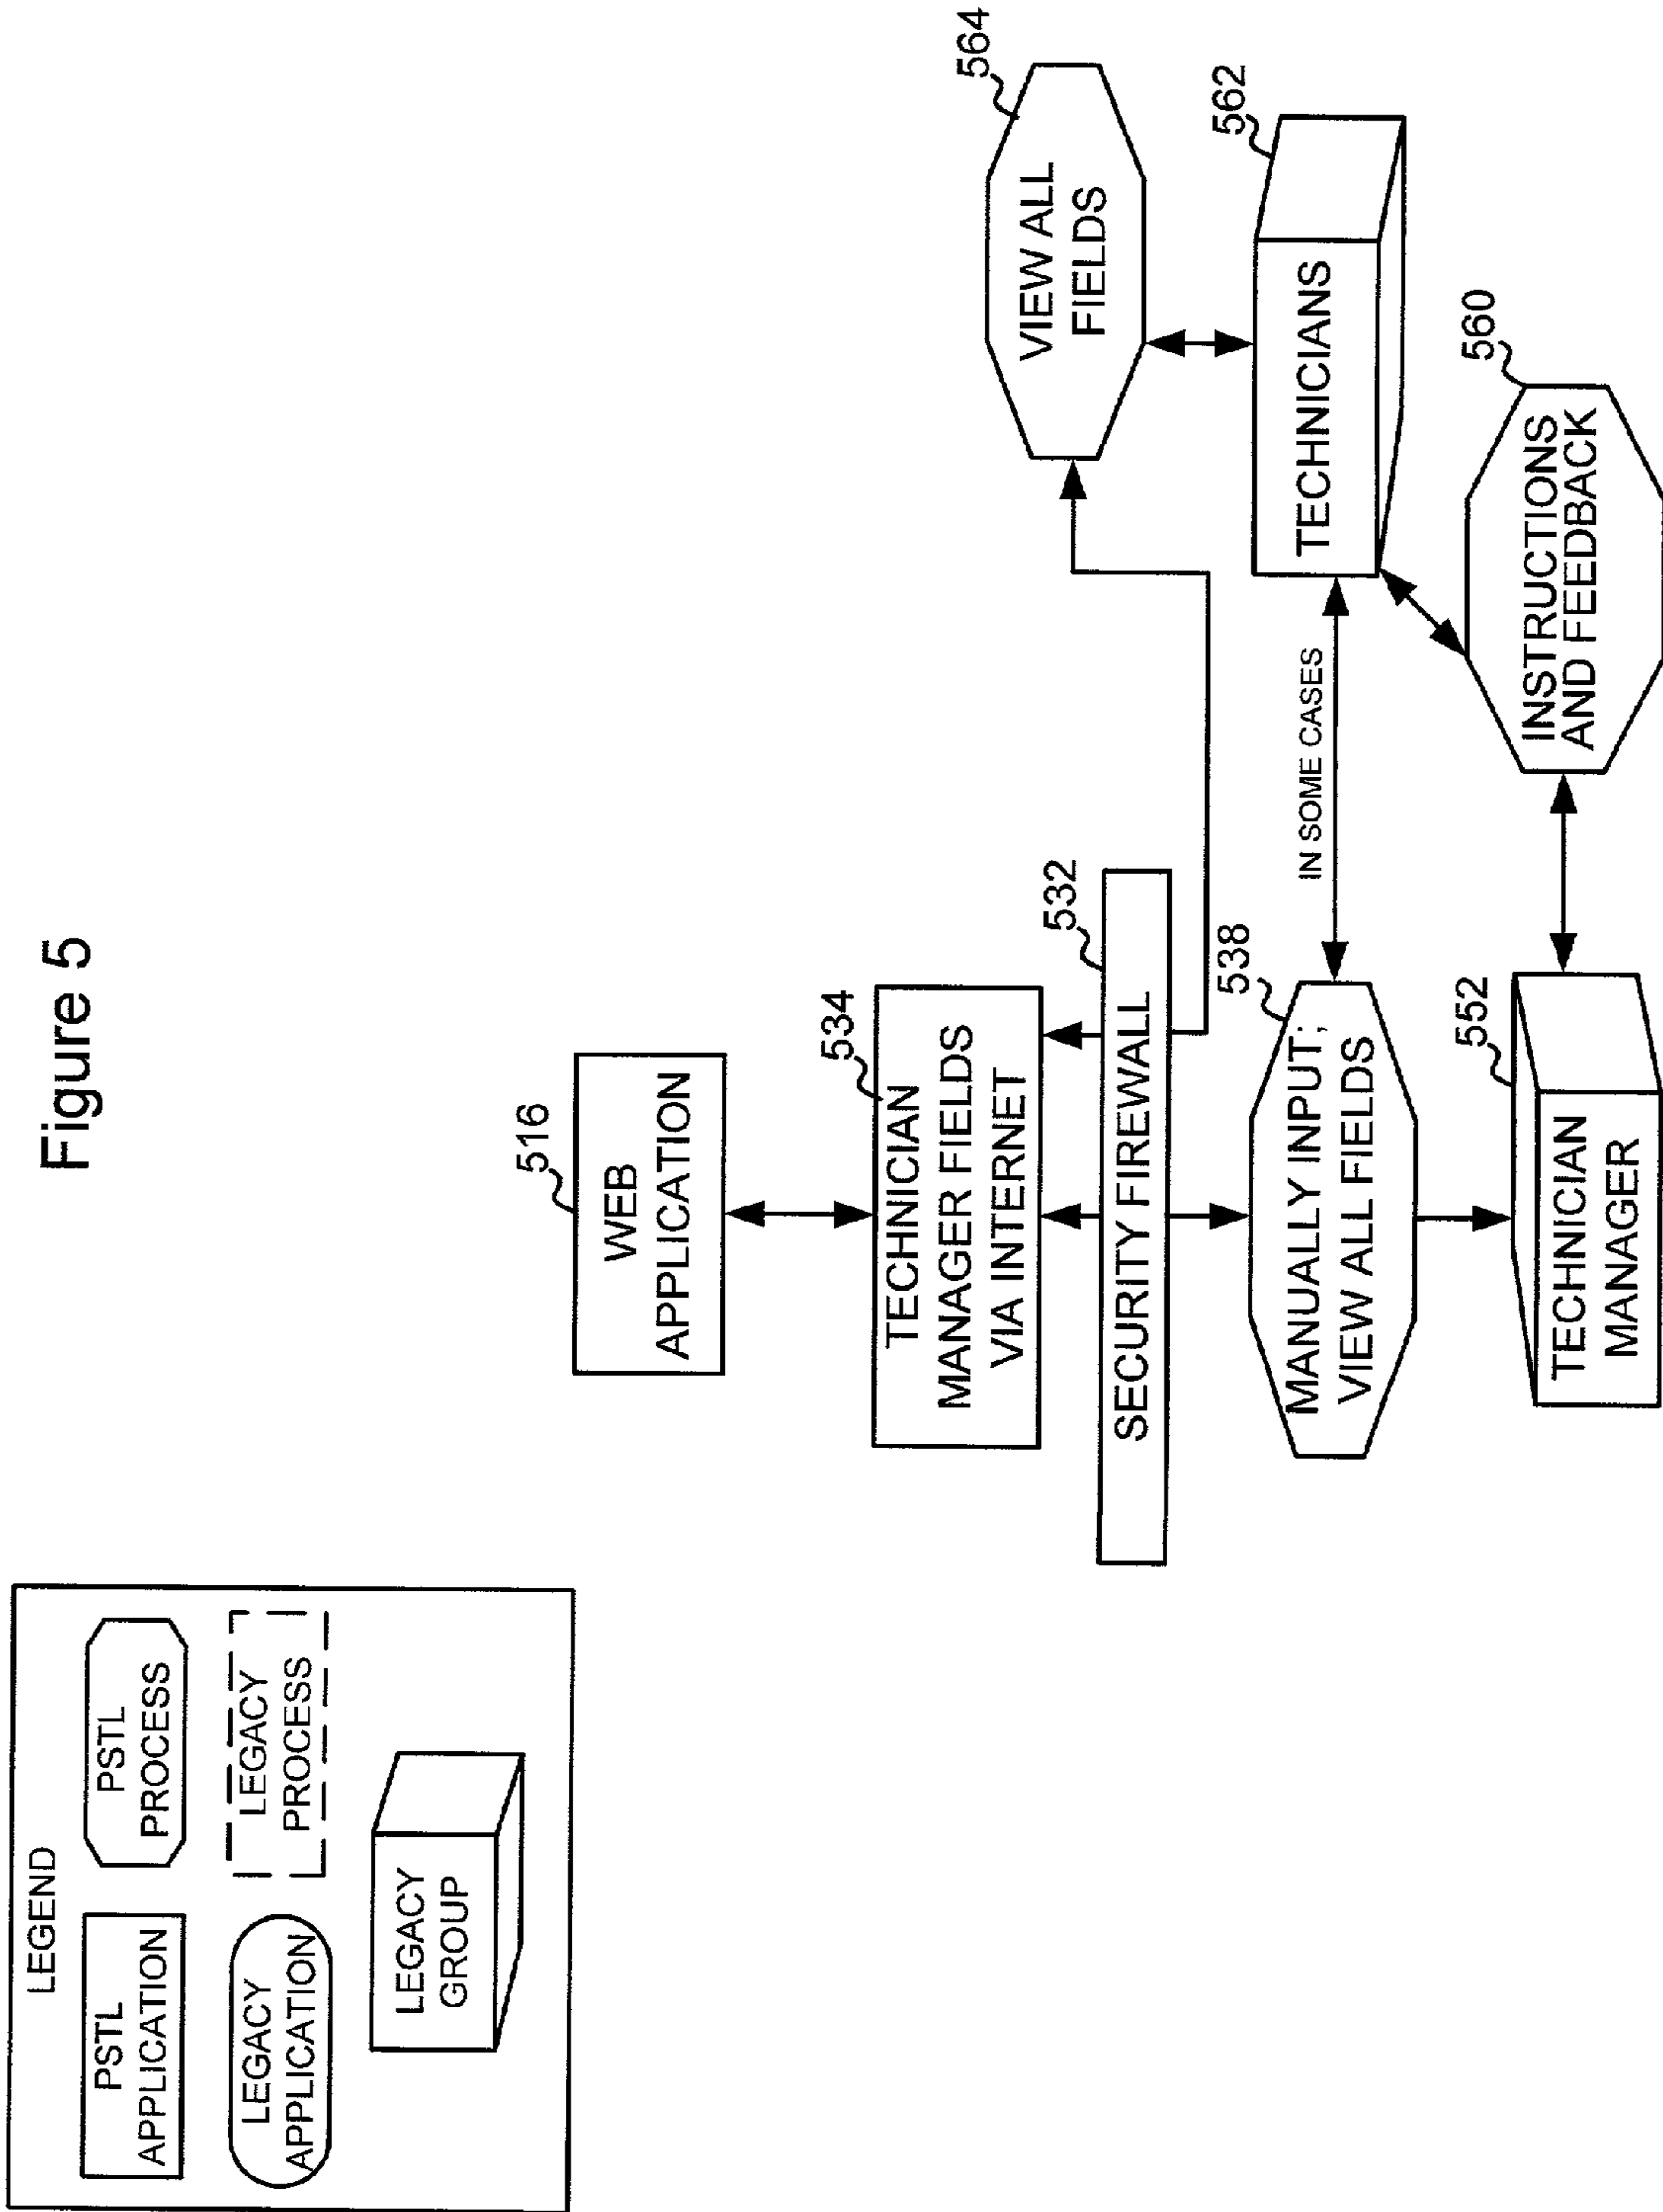 Figure 5
LEGEND
PSTL
APPLICATION
PSTL
PROCESS
LEGACY
APPLICATION
LEGACY
PROCESS
LEGACY
GROUP
516
WEB
APPLICATION
534
TECHNICIAN
MANAGER FIELDS
VIA INTERNET
532
SECURITY FIREWALL
538
MANUALLY INPUT;
VIEW ALL FIELDS
IN SOME CASES
552
TECHNICIAN
MANAGER
564
VIEW ALL
FIELDS
562
TECHNICIANS
560
INSTRUCTIONS
AND FEEDBACK